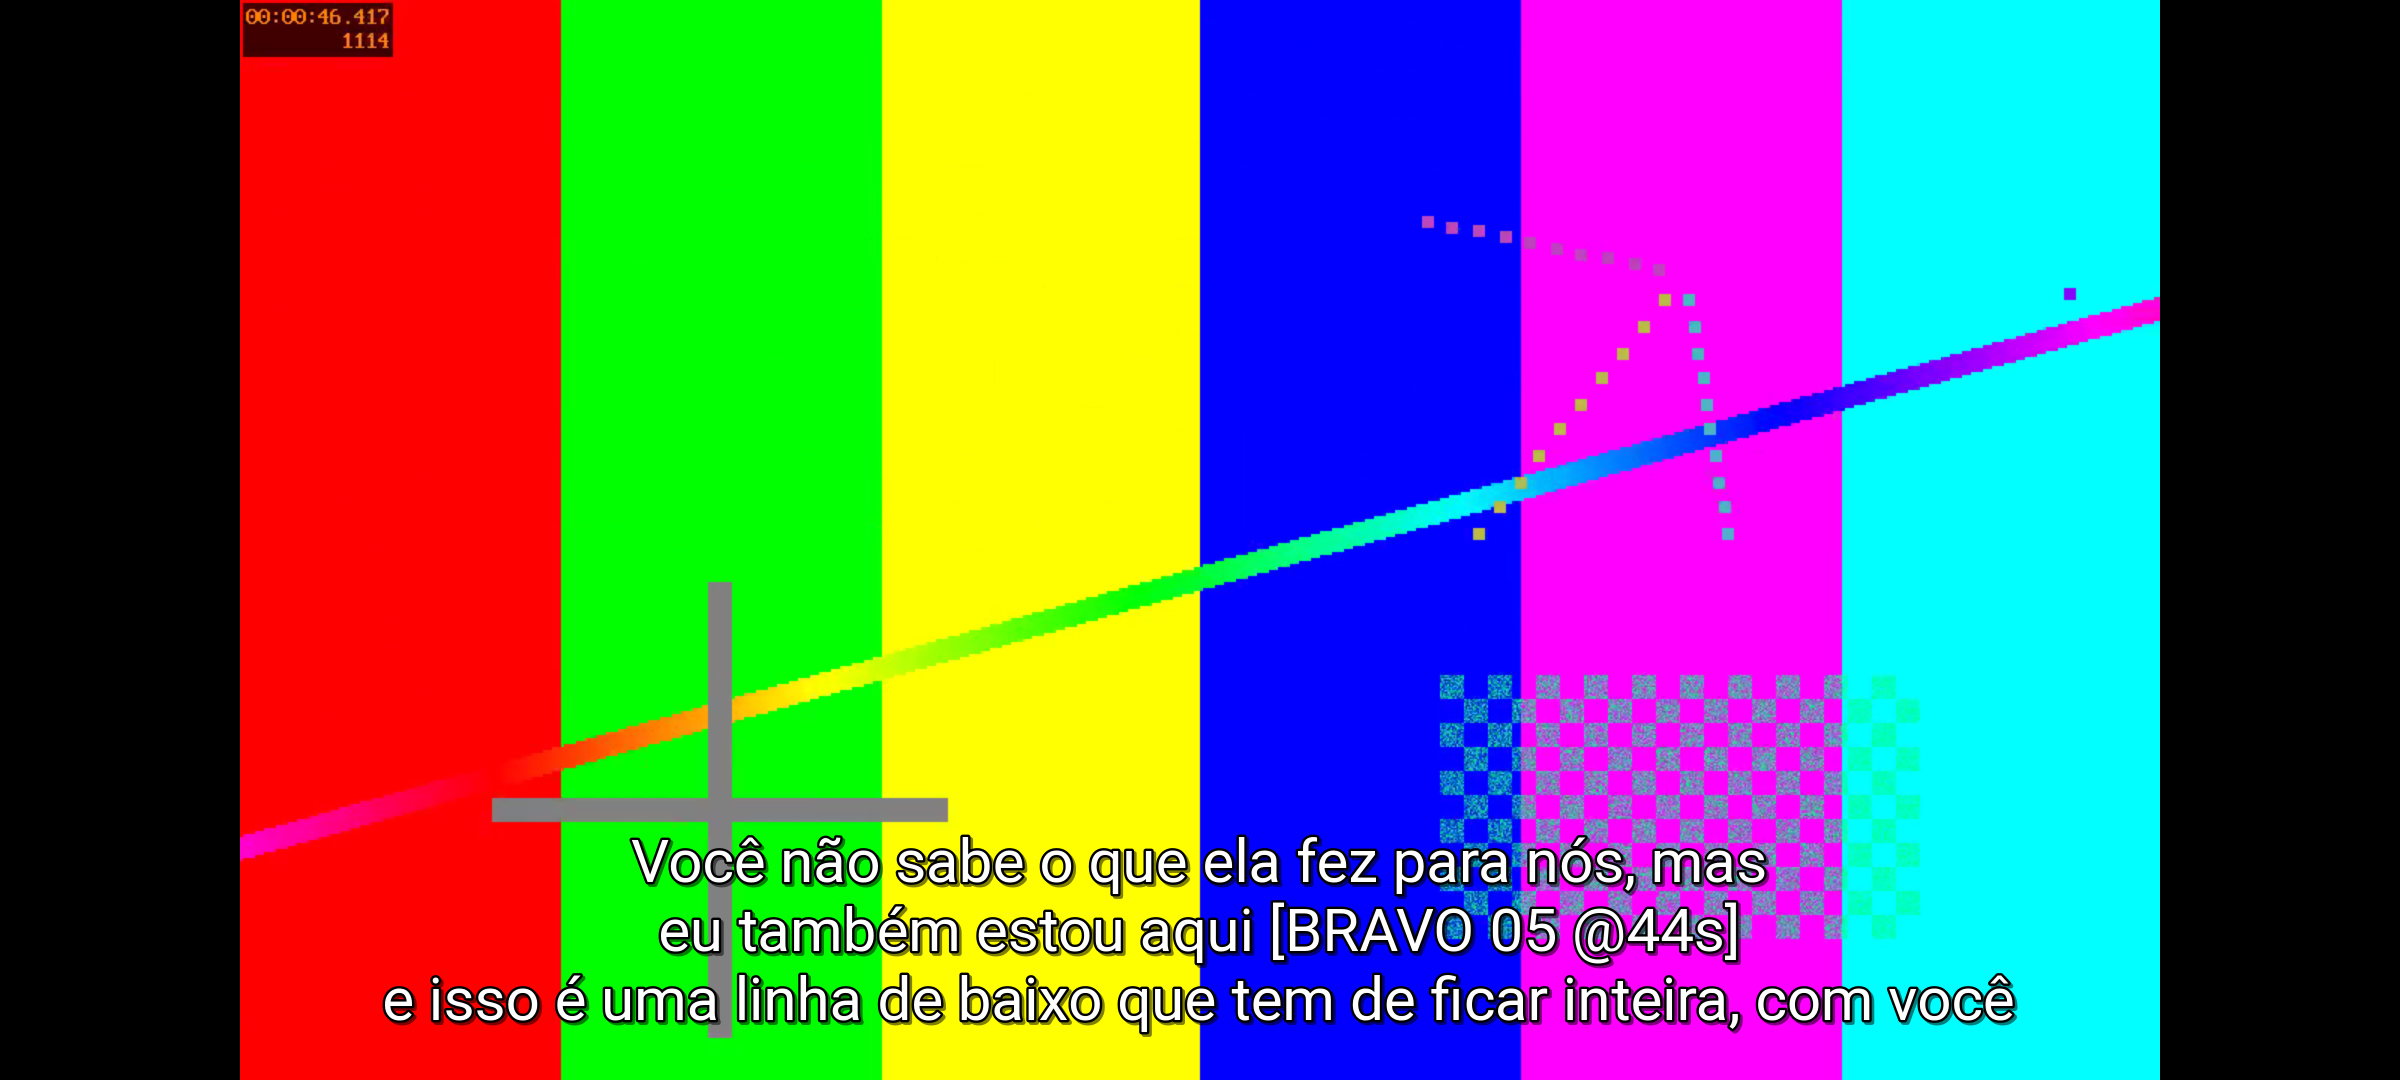 00:00:46.417
1114
Você não sabe o que ela fez para nós, mas
eu também estou aqui [BRAVO 05 @44s]
e isso é uma linha de baixo que tem de ficar inteira, com você